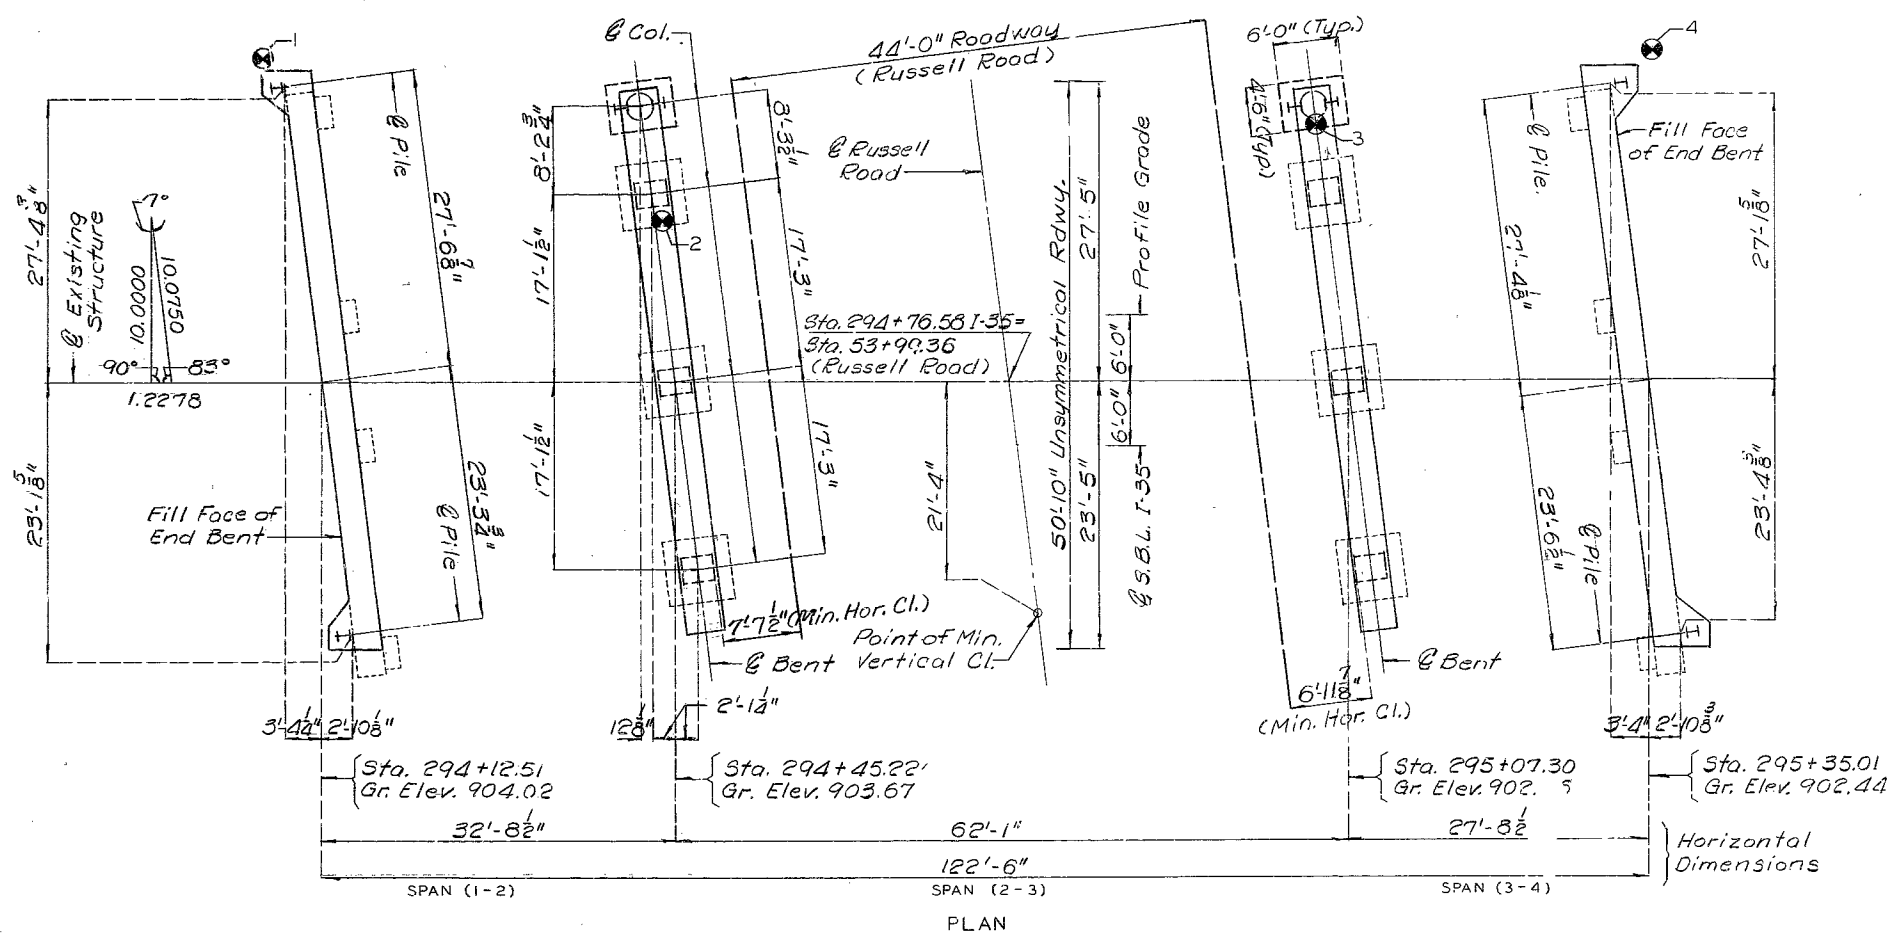 1
℄ Col.
44'-0" Roadway
(Russell Road)
6'-0" (Typ.)
4
4'-6" (Typ.)
3
℄ Pile
8'-3 1/2"
℄ Russell
Road
Profile Grade
Fill Face
of End Bent
℄ Pile
27'-4 3/8"
7°
10.0000
10.0750
℄ Existing
Structure
27'-6 7/8"
2
17'-1 1/2"
17'-3"
27'-5"
50'-10" Unsymmetrical Rdwy.
27'-4 1/8"
27'-1 5/8"
Sta. 294+76.58 I-35=
Sta. 53+99.36
(Russell Road)
90°
83°
1.2278
6'-0"
6'-0"
23'-1 5/8"
Fill Face of
End Bent
23'-3 3/4"
℄ Pile
17'-1 1/2"
17'-3"
21'-4"
23'-5"
℄ S.B.L. I-35
23'-6 1/2"
℄ Pile
23'-4 5/8"
7'-7 1/2" (Min. Hor. Cl.)
Point of Min.
Vertical Cl.
℄ Bent
℄ Bent
6'-11 7/8"
(Min. Hor. Cl.)
3'-4 1/4"
2'-10 1/8"
12 1/8"
2'-1 1/4"
3'-4"
2'-10 3/8"
Sta. 294+12.51
Gr. Elev. 904.02
Sta. 294+45.22
Gr. Elev. 903.67
Sta. 295+07.30
Gr. Elev. 902.
Sta. 295+35.01
Gr. Elev. 902.44
32'-8 1/2"
62'-1"
27'-8 1/2
Horizontal
Dimensions
122'-6"
SPAN (1-2)
SPAN (2-3)
SPAN (3-4)
PLAN